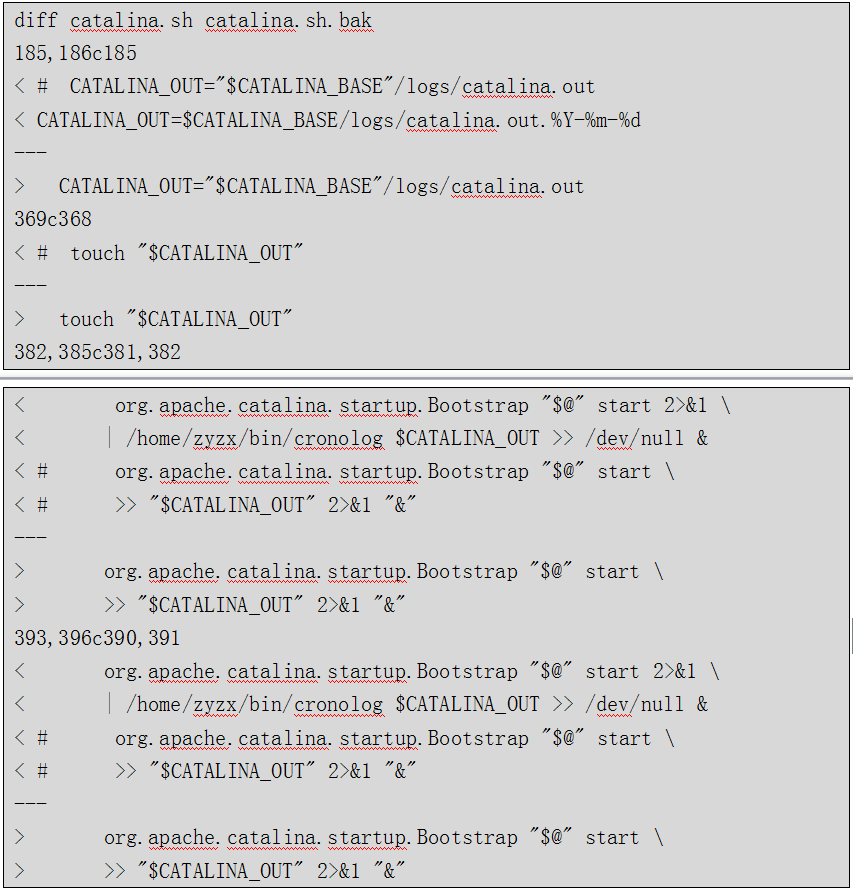 diff catalina.sh catalina.sh.bak
185,186c185
< #  CATALINA_OUT="$CATALINA_BASE"/logs/catalina.out
< CATALINA_OUT=$CATALINA_BASE/logs/catalina.out.%Y-%m-%d
---
>   CATALINA_OUT="$CATALINA_BASE"/logs/catalina.out
369c368
< #  touch "$CATALINA_OUT"
---
>   touch "$CATALINA_OUT"
382,385c381,382
<        org.apache.catalina.startup.Bootstrap "$@" start 2>&1 \
<       | /home/zyzx/bin/cronolog $CATALINA_OUT >> /dev/null &
< #      org.apache.catalina.startup.Bootstrap "$@" start \
< #      >> "$CATALINA_OUT" 2>&1 "&"
---
>       org.apache.catalina.startup.Bootstrap "$@" start \
>       >> "$CATALINA_OUT" 2>&1 "&"
393,396c390,391
<       org.apache.catalina.startup.Bootstrap "$@" start 2>&1 \
<       | /home/zyzx/bin/cronolog $CATALINA_OUT >> /dev/null &
< #      org.apache.catalina.startup.Bootstrap "$@" start \
< #      >> "$CATALINA_OUT" 2>&1 "&"
---
>       org.apache.catalina.startup.Bootstrap "$@" start \
>       >> "$CATALINA_OUT" 2>&1 "&"